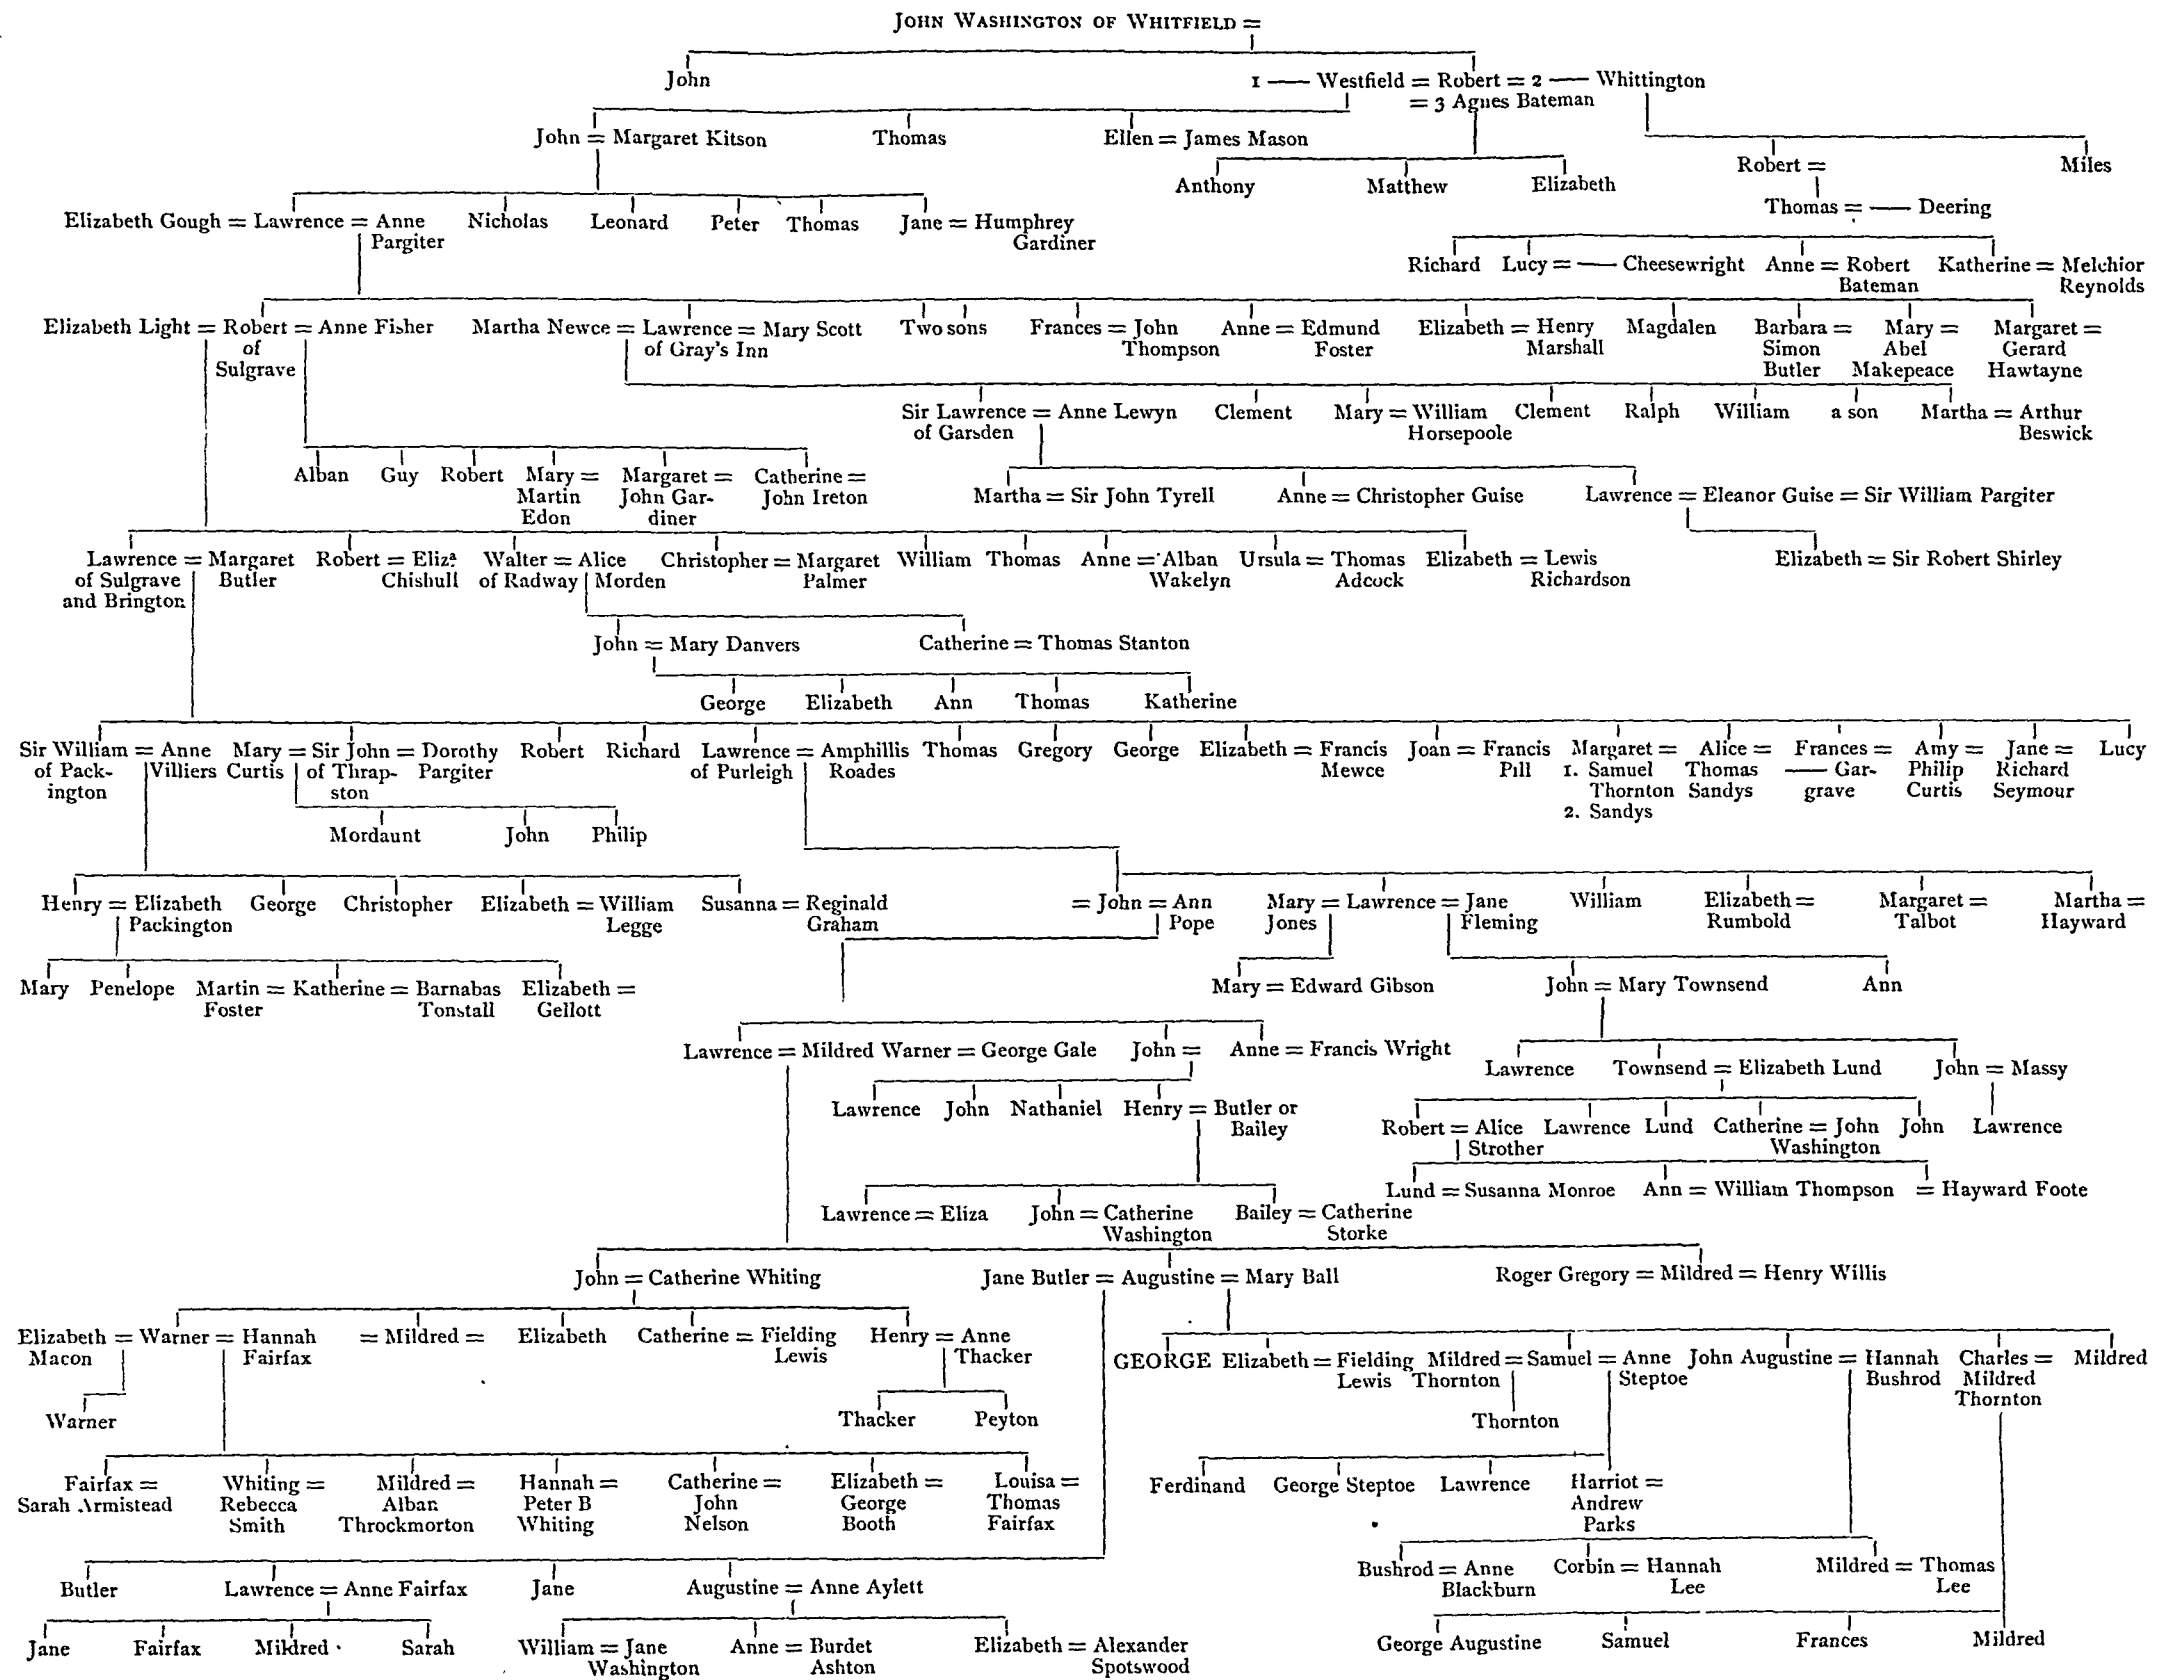 JOHN WASHINGTON OF WHITFIELD =
John
1 —— Westfield = Robert = 2 —— Whittington
= 3 Agnes Bateman
John = Margaret Kitson
Thomas
Ellen = James Mason
Robert =
Miles
Anthony
Matthew
Elizabeth
Thomas = —— Deering
Elizabeth Gough = Lawrence = Anne
Pargiter
Nicholas
Leonard
Peter
Thomas
Jane = Humphrey
Gardiner
Richard
Lucy = —— Cheesewright
Anne = Robert
Bateman
Katherine = Melchior
Reynolds
Elizabeth Light = Robert = Anne Fisher
of
Sulgrave
Martha Newce = Lawrence = Mary Scott
of Gray's Inn
Two sons
Frances = John
Thompson
Anne = Edmund
Foster
Elizabeth = Henry
Marshall
Magdalen
Barbara =
Simon
Butler
Mary =
Abel
Makepeace
Margaret =
Gerard
Hawtayne
Sir Lawrence = Anne Lewyn
of Garsden
Clement
Mary = William
Horsepoole
Clement
Ralph
William
a son
Martha = Arthur
Beswick
Alban
Guy
Robert
Mary =
Martin
Edon
Margaret =
John Gar-
diner
Catherine =
John Ireton
Martha = Sir John Tyrell
Anne = Christopher Guise
Lawrence = Eleanor Guise = Sir William Pargiter
Lawrence = Margaret
of Sulgrave Butler
and Brington
Robert = Eliza
Chishull
Walter = Alice
of Radway Morden
Christopher = Margaret
Palmer
William
Thomas
Anne = Alban
Wakelyn
Ursula = Thomas
Adcock
Elizabeth = Lewis
Richardson
Elizabeth = Sir Robert Shirley
John = Mary Danvers
Catherine = Thomas Stanton
George
Elizabeth
Ann
Thomas
Katherine
Sir William = Anne
of Pack- Villiers
ington
Mary = Sir John = Dorothy
Curtis of Thrap- Pargiter
ston
Robert
Richard
Lawrence = Amphillis
of Purleigh Roades
Thomas
Gregory
George
Elizabeth = Francis
Mewce
Joan = Francis
Pill
Margaret =
1. Samuel
Thornton
2. Sandys
Alice =
Thomas
Sandys
Frances =
—— Gar-
grave
Amy =
Philip
Curtis
Jane =
Richard
Seymour
Lucy
Mordaunt
John
Philip
Henry = Elizabeth
Packington
George
Christopher
Elizabeth = William
Legge
Susanna = Reginald
Graham
= John = Ann
Pope
Mary = Lawrence = Jane
Jones Fleming
William
Elizabeth =
Rumbold
Margaret =
Talbot
Martha =
Hayward
Mary
Penelope
Martin = Katherine = Barnabas
Foster Tonstall
Elizabeth =
Gellott
Mary = Edward Gibson
John = Mary Townsend
Ann
Lawrence = Mildred Warner = George Gale
John =
Anne = Francis Wright
Lawrence
Townsend = Elizabeth Lund
John = Massy
Lawrence
John
Nathaniel
Henry = Butler or
Bailey
Robert = Alice
Strother
Lawrence
Lund
Catherine = John
Washington
John
Lawrence
Lund = Susanna Monroe
Ann = William Thompson
= Hayward Foote
Lawrence = Eliza
John = Catherine
Washington
Bailey = Catherine
Storke
John = Catherine Whiting
Jane Butler = Augustine = Mary Ball
Roger Gregory = Mildred = Henry Willis
Elizabeth = Warner = Hannah
Macon Fairfax
= Mildred =
Elizabeth
Catherine = Fielding
Lewis
Henry = Anne
Thacker
GEORGE
Elizabeth = Fielding
Lewis
Mildred = Samuel = Anne
Thornton Steptoe
John Augustine = Hannah
Bushrod
Charles =
Mildred
Thornton
Mildred
Warner
Thacker
Peyton
Thornton
Fairfax =
Sarah Armistead
Whiting =
Rebecca
Smith
Mildred =
Alban
Throckmorton
Hannah =
Peter B
Whiting
Catherine =
John
Nelson
Elizabeth =
George
Booth
Louisa =
Thomas
Fairfax
Ferdinand
George Steptoe
Lawrence
Harriot =
Andrew
Parks
Bushrod = Anne
Blackburn
Corbin = Hannah
Lee
Mildred = Thomas
Lee
Butler
Lawrence = Anne Fairfax
Jane
Augustine = Anne Aylett
Jane
Fairfax
Mildred
Sarah
William = Jane
Washington
Anne = Burdet
Ashton
Elizabeth = Alexander
Spotswood
George Augustine
Samuel
Frances
Mildred